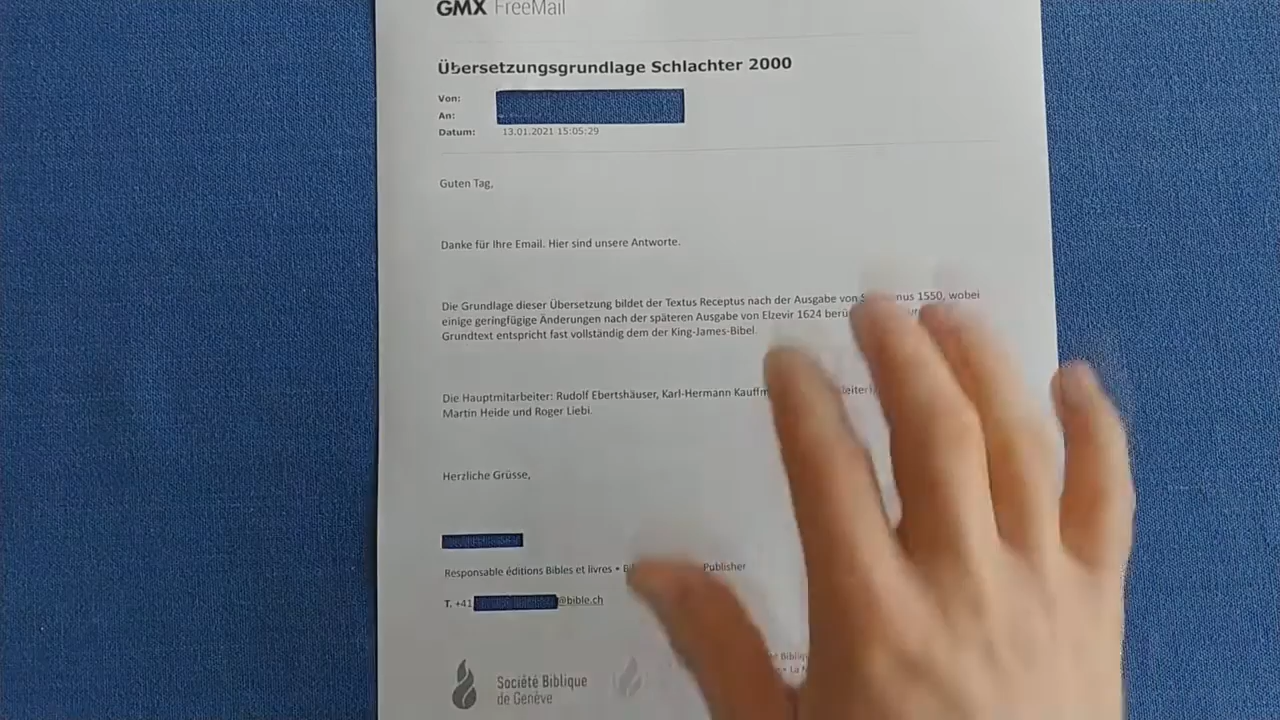 GMX FreeMail
Übersetzungsgrundlage Schlachter 2000
Von:
An:
Datum: 13.01.2021 15:05:29
Guten Tag,
Danke für Ihre Email. Hier sind unsere Antworte.
Die Grundlage dieser Übersetzung bildet der Textus Receptus nach der Ausgabe von 1550, wobei
einige geringfügige Änderungen nach der späteren Ausgabe von Elzevir 1624
Grundtext entspricht fast vollständig dem der King-James-Bibel.
Die Hauptmitarbeiter: Rudolf Ebertshäuser, Karl-Hermann
Martin Heide und Roger Liebi.
Herzliche Grüsse,
Responsable éditions Bibles et livres • Publisher
T. +41 @bible.ch
Société Biblique
de Genève